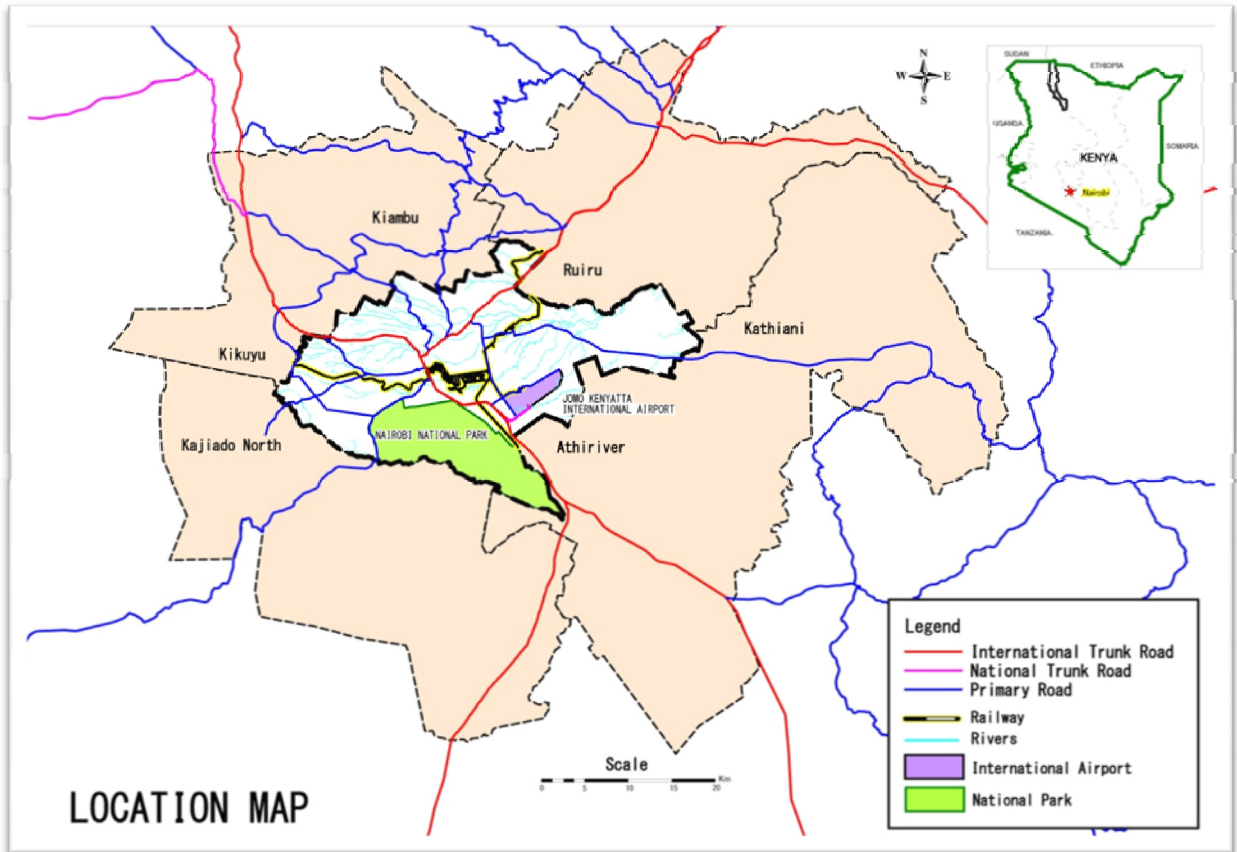 N
W E
S
SUDAN
ETHIOPIA
UGANDA
SOMARIA
KENYA
Nairobi
TANZANIA.
Kiambu
Ruiru
Kathiani
Kikuyu
JOMO KENYATTA
INTERNATIONAL AIRPORT
NAIROBI NATIONAL PARK
Kajiado North
Athiriver
Legend
International Trunk Road
National Trunk Road
Primary Road
Railway
Rivers
International Airport
National Park
Scale
Km
0 5 10 15 20
LOCATION MAP